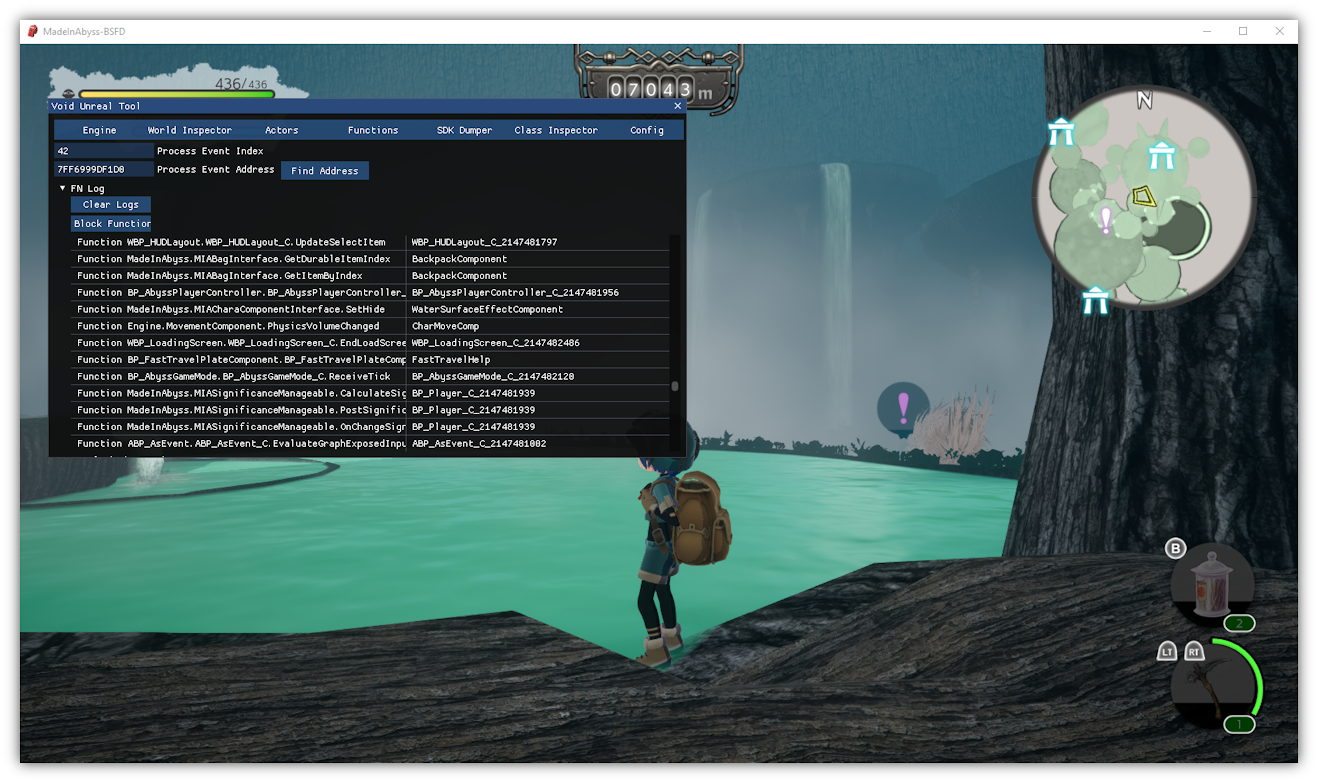 MadeInAbyss-BSFD
436/436
07043m
N
Void Unreal Tool
Engine World Inspector Actors Functions SDK Dumper Class Inspector Config
42 Process Event Index
7FF6999DF1D0 Process Event Address Find Address
FN Log
Clear Logs
Block Function
Function WBP_HUDLayout.WBP_HUDLayout_C.UpdateSelectItem WBP_HUDLayout_C_2147481797
Function MadeInAbyss.MIABagInterface.GetDurableItemIndex BackpackComponent
Function MadeInAbyss.MIABagInterface.GetItemByIndex BackpackComponent
Function BP_AbyssPlayerController.BP_AbyssPlayerController_ BP_AbyssPlayerController_C_2147481956
Function MadeInAbyss.MIACharaComponentInterface.SetHide WaterSurfaceEffectComponent
Function Engine.MovementComponent.PhysicsVolumeChanged CharMoveComp
Function WBP_LoadingScreen.WBP_LoadingScreen_C.EndLoadScree WBP_LoadingScreen_C_2147482486
Function BP_FastTravelPlateComponent.BP_FastTravelPlateComp FastTravelHelp
Function BP_AbyssGameMode.BP_AbyssGameMode_C.ReceiveTick BP_AbyssGameMode_C_2147482120
Function MadeInAbyss.MIASignificanceManageable.CalculateSig BP_Player_C_2147481939
Function MadeInAbyss.MIASignificanceManageable.PostSignific BP_Player_C_2147481939
Function MadeInAbyss.MIASignificanceManageable.OnChangeSign BP_Player_C_2147481939
Function ABP_AsEvent.ABP_AsEvent_C.EvaluateGraphExposedInpu ABP_AsEvent_C_2147481002
B
2
LT RT
1